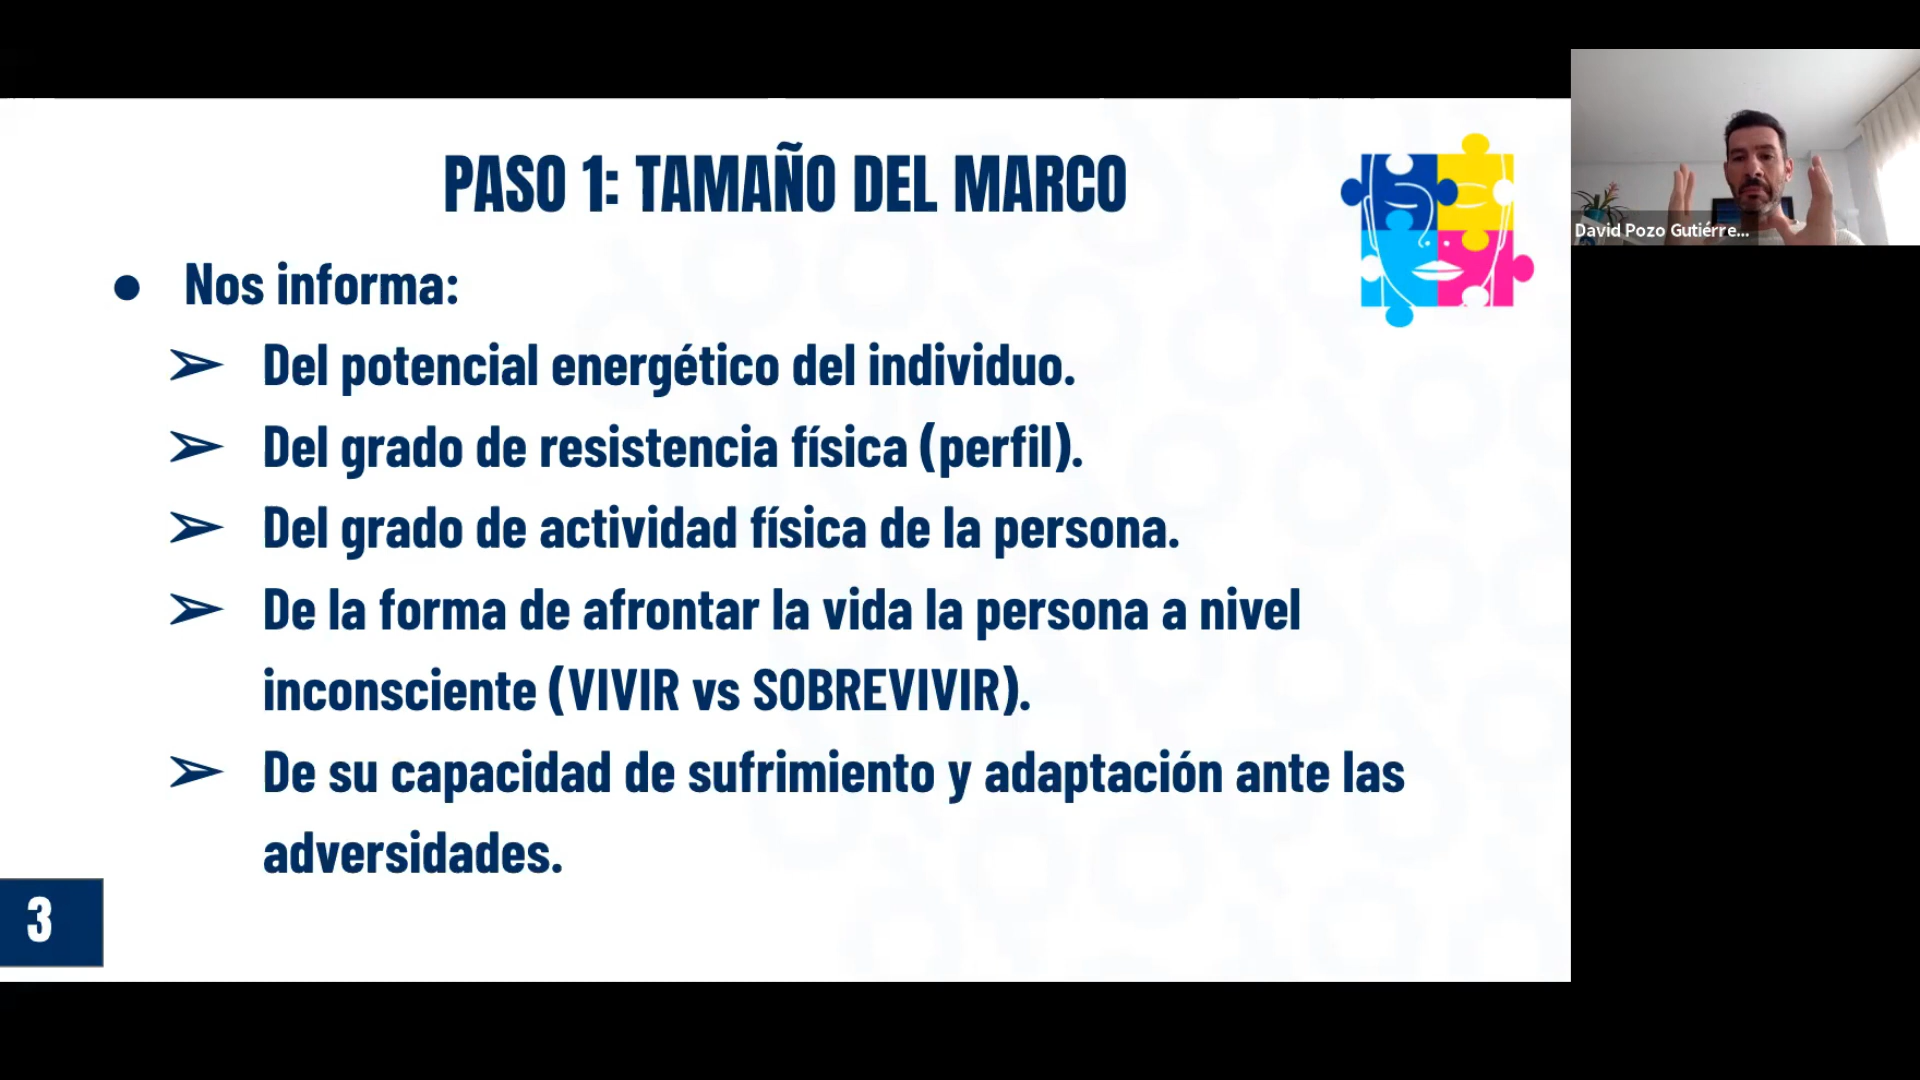 PASO 1: TAMAÑO DEL MARCO
● Nos informa:
➢ Del potencial energético del individuo.
➢ Del grado de resistencia física (perfil).
➢ Del grado de actividad física de la persona.
➢ De la forma de afrontar la vida la persona a nivel
inconsciente (VIVIR vs SOBREVIVIR).
➢ De su capacidad de sufrimiento y adaptación ante las
adversidades.
3
David Pozo Gutiérre...